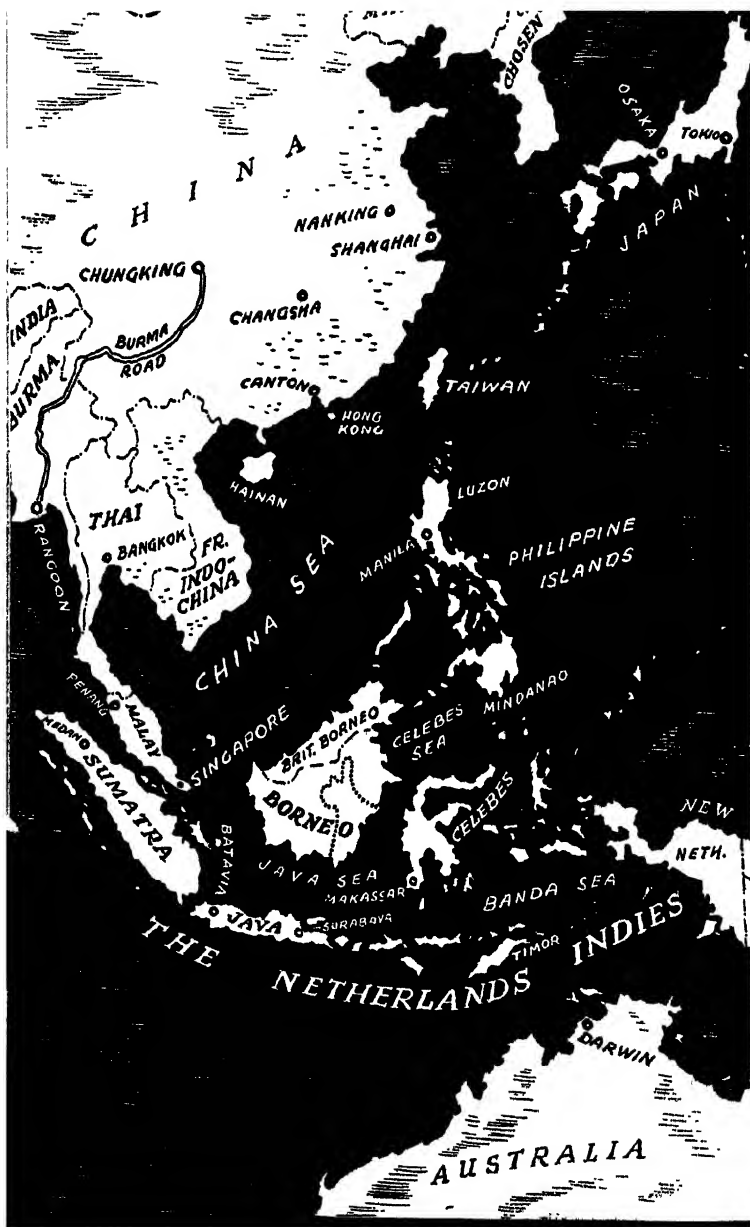 CHOSEN
OSAKA
TOKIO
CHINA
NANKING
SHANGHAI
JAPAN
CHUNGKING
CHANGSHA
INDIA
BURMA
BURMA
ROAD
CANTON
TAIWAN
HONG
KONG
HAINAN
LUZON
THAI
RANGOON
BANGKOK
FR.
INDO-
CHINA
MANILA
PHILIPPINE
ISLANDS
CHINA SEA
PENANG
MALAY
MINDANAO
CELEBES
SEA
SINGAPORE
MEDAN
SUMATRA
BRIT. BORNEO
BORNEO
CELEBES
NEW
NETH.
BATAVIA
JAVA SEA
MAKASSAR
BANDA SEA
JAVA
SURABAYA
TIMOR
THE NETHERLANDS INDIES
DARWIN
AUSTRALIA